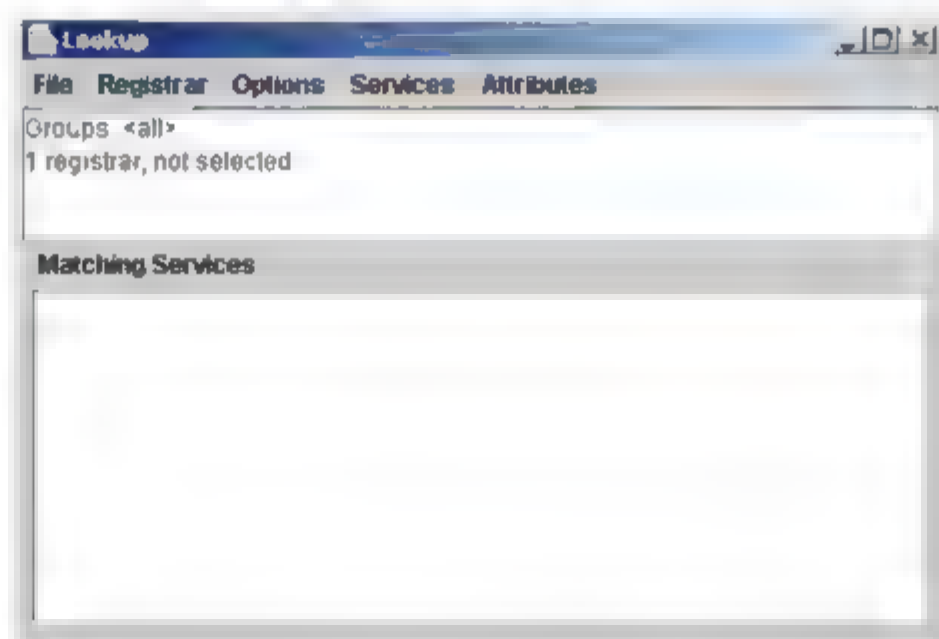 Lookup
File Registrar Options Services Attributes
Groups <all>
1 registrar, not selected
Matching Services